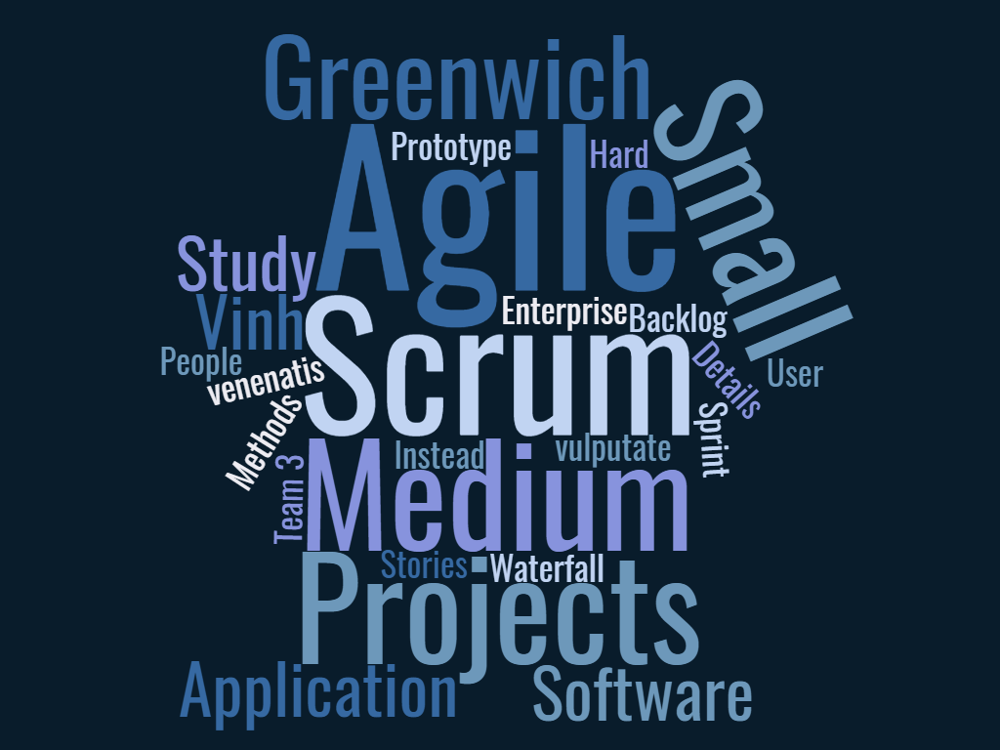 Greenwich
Small
Agile
Prototype
Hard
Study
Vinh
Enterprise
Backlog
Scrum
People
venenatis
Details
User
Methods
Sprint
Medium
Instead
vulputate
Team 3
Stories
Waterfall
Projects
Application
Software